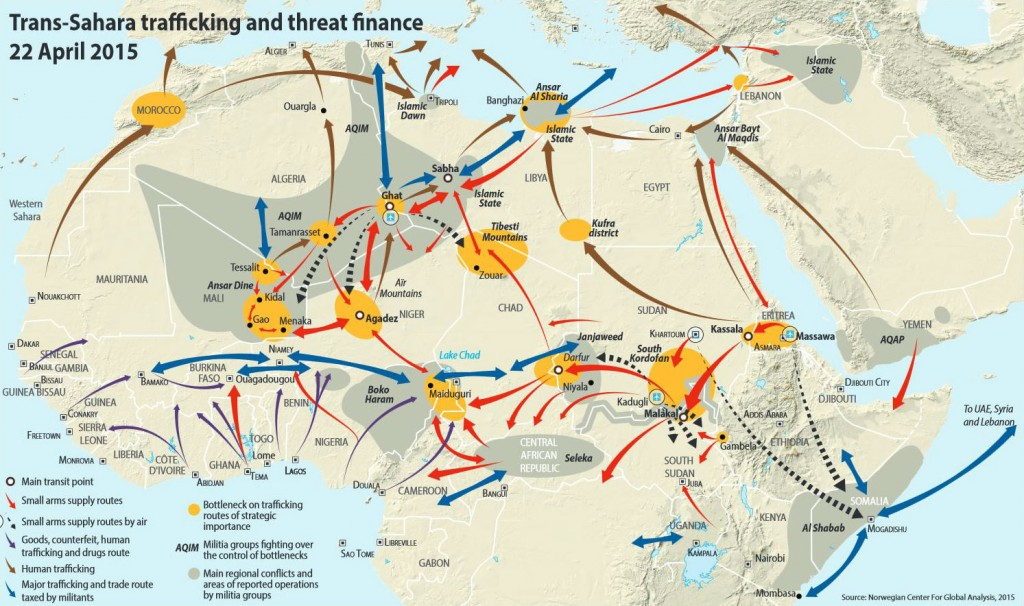 Trans-Sahara trafficking and threat finance
22 April 2015
ALGER
TUNIS
MOROCCO
Ouargla
Islamic
Dawn
TRIPOLI
Banghazi
Ansar
Al Sharia
Islamic
State
Islamic
State
LEBANON
Cairo
Ansar Bayt
Al Maqdis
AQIM
ALGERIA
Sabha
LIBYA
EGYPT
Western
Sahara
Ghat
Islamic
State
AQIM
Tamanrasset
Tibesti
Mountains
Kufra
district
Tessalit
Zouar
MAURITANIA
Ansar Dine
MALI
Kidal
Aïr
Mountains
NOUAKCHOTT
Gao
Menaka
Agadez
NIGER
CHAD
SUDAN
ERITREA
YEMEN
KHARTOUM
Kassala
Massawa
ASMARA
AQAP
DAKAR
SENEGAL
BANJUL
GAMBIA
BISSAU
GUINEA BISSAU
NIAMEY
Lake Chad
Janjaweed
Darfur
South
Kordofan
BAMAKO
BURKINA
FASO
Ouagadougou
Maiduguri
Niyala
Kadugli
DJIBOUTI CITY
DJIBOUTI
GUINEA
BENIN
Boko
Haram
Malakal
ADDIS ABABA
To UAE, Syria
and Lebanon
CONAKRY
FREETOWN
SIERRA
LEONE
NIGERIA
CENTRAL
AFRICAN
REPUBLIC
Seleka
Gambela
ETHIOPIA
MONROVIA
LIBERIA
CÔTE
D'IVOIRE
GHANA
TOGO
Lome
TEMA
LAGOS
ABIDJAN
SOUTH
SUDAN
JUBA
DOUALA
CAMEROON
BANGUI
SOMALIA
Main transit point
Small arms supply routes
Small arms supply routes by air
Goods, counterfeit, human
trafficking and drugs route
Human trafficking
Major trafficking and trade route
taxed by militants
Bottleneck on trafficking
routes of strategic
importance
AQIM Militia groups fighting over
the control of bottlenecks
Main regional conflicts and
areas of reported operations
by militia groups
SAO TOME
LIBREVILLE
GABON
UGANDA
KAMPALA
KENYA
Al Shabab
MOGADISHU
Nairobi
Mombasa
Source: Norwegian Center For Global Analysis, 2015